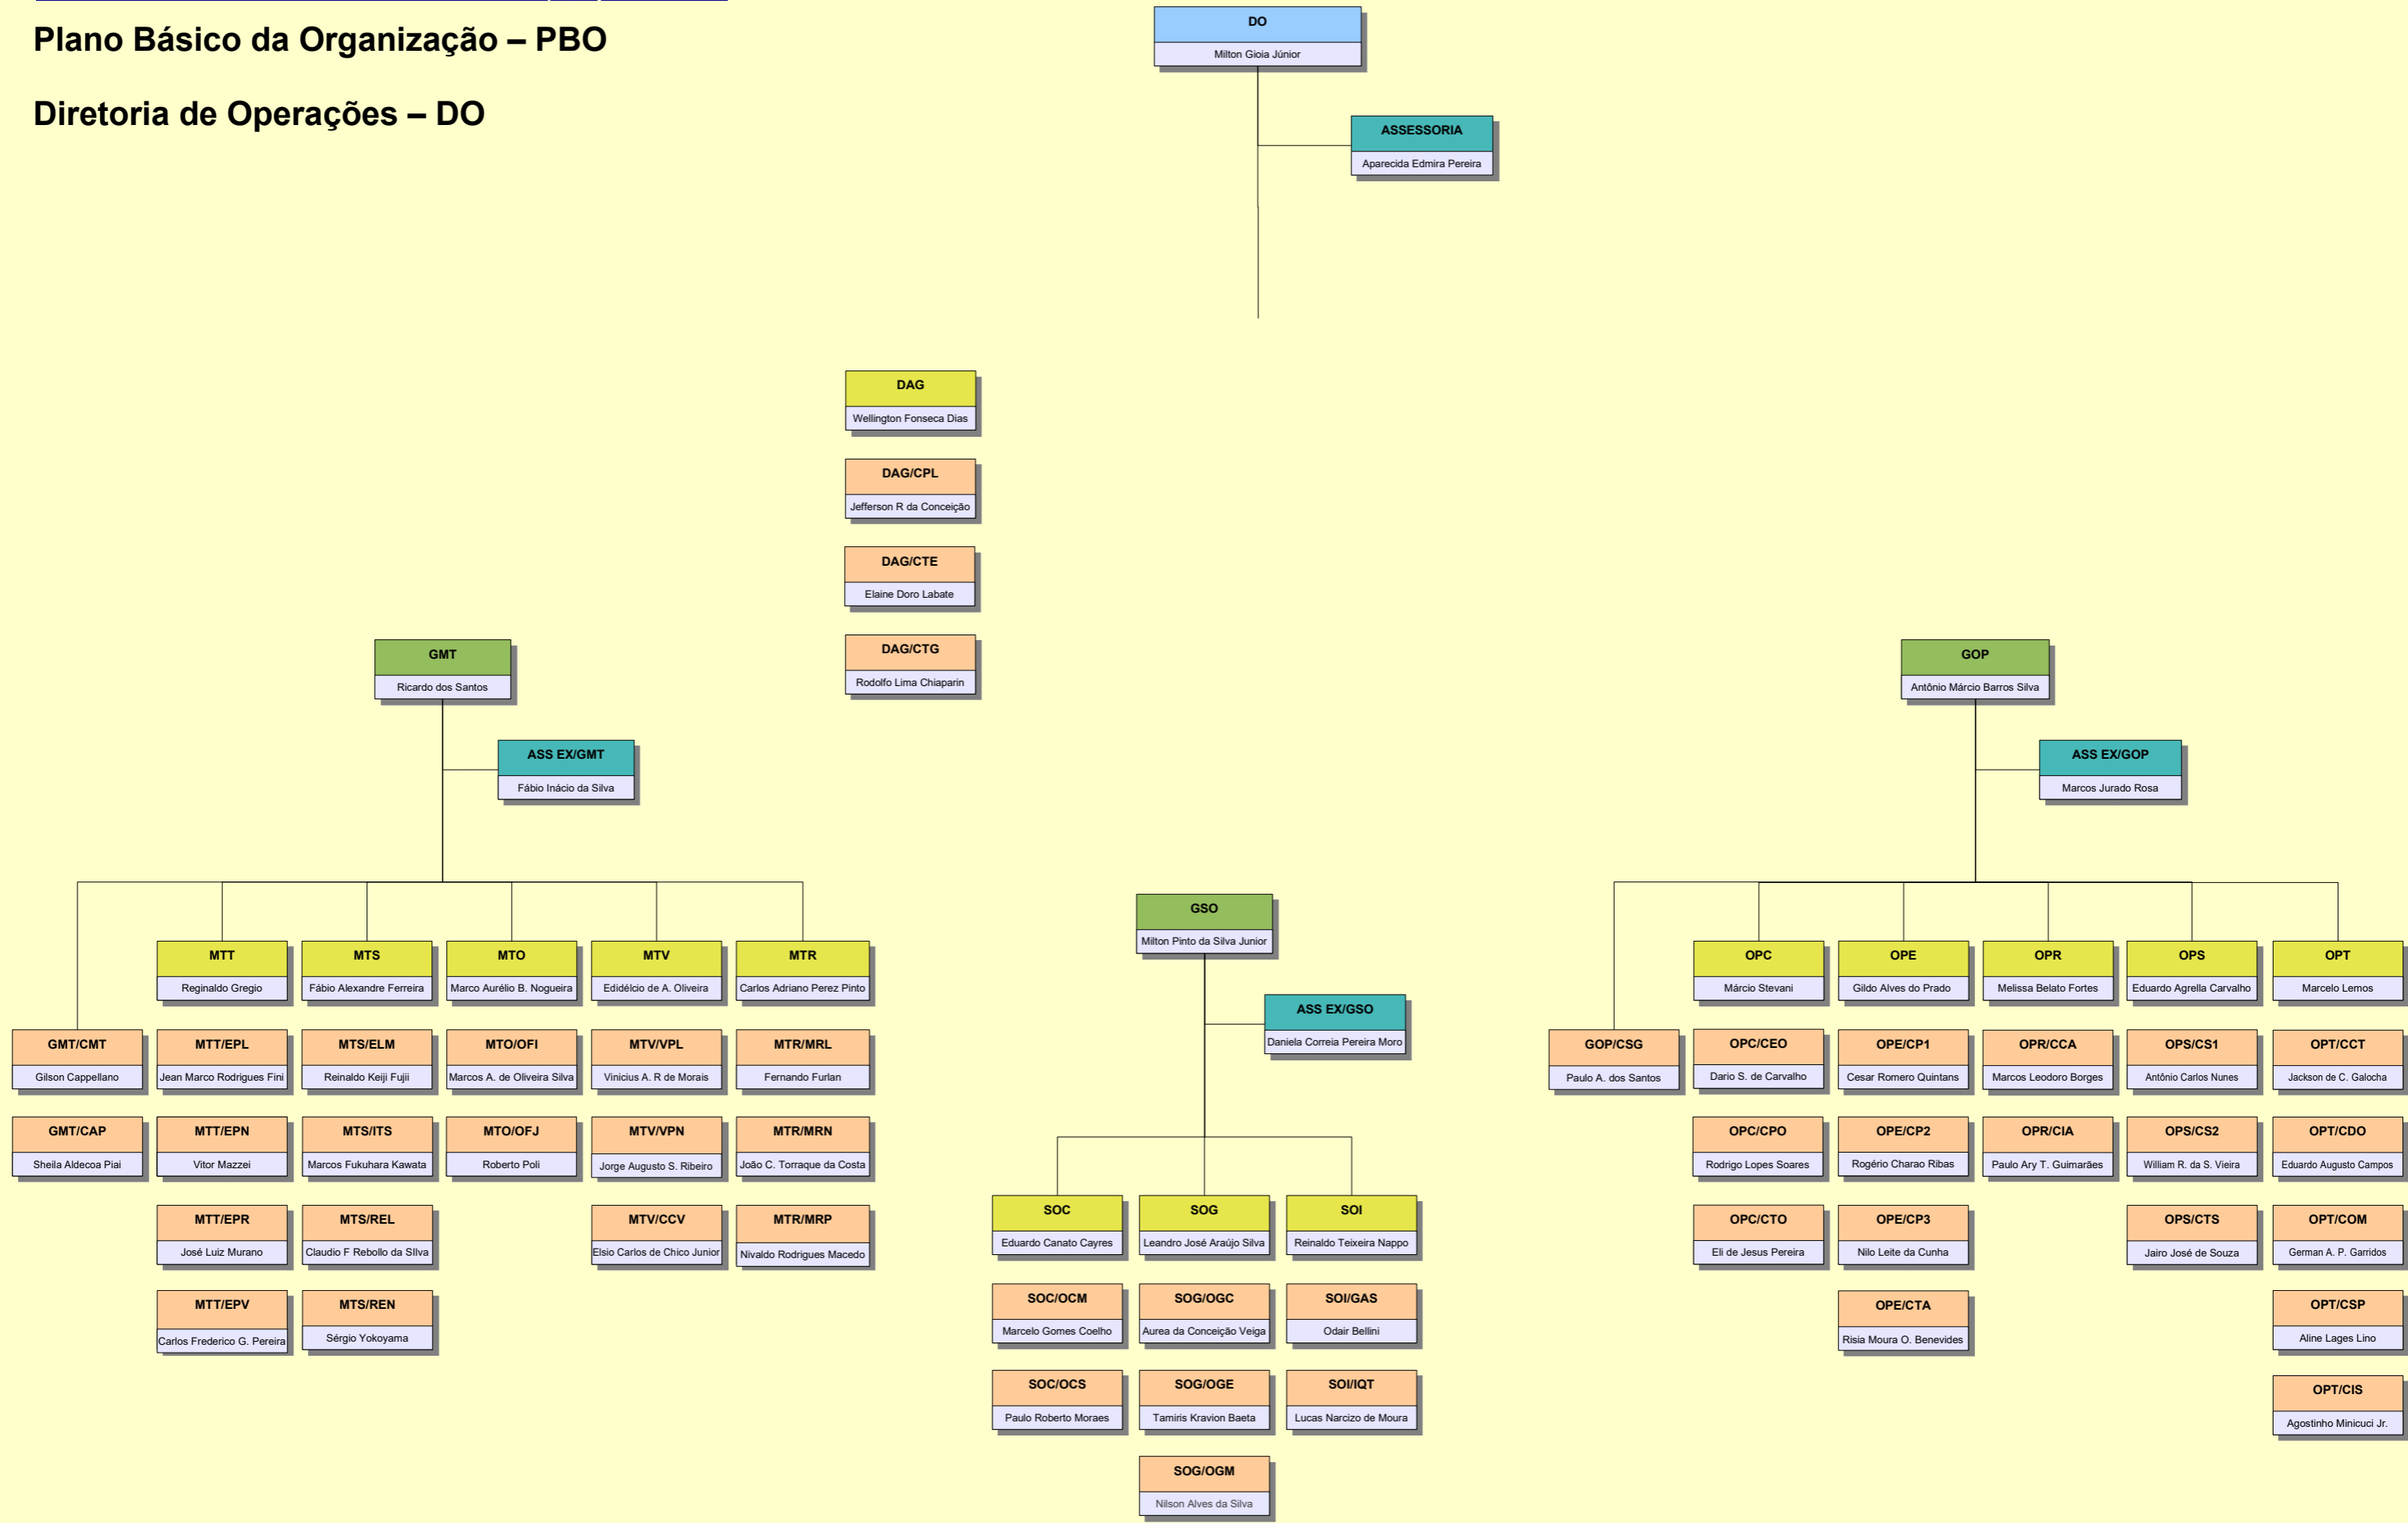 Plano Básico da Organização – PBO
Diretoria de Operações – DO
DO
Milton Gioia Júnior
ASSESSORIA
Aparecida Edmira Pereira
DAG
Wellington Fonseca Dias
DAG/CPL
Jefferson R da Conceição
DAG/CTE
Elaine Doro Labate
DAG/CTG
Rodolfo Lima Chiaparin
GMT
Ricardo dos Santos
ASS EX/GMT
Fábio Inácio da Silva
GMT/CMT
Gilson Cappellano
GMT/CAP
Sheila Aldecoa Piai
MTT
Reginaldo Gregio
MTT/EPL
Jean Marco Rodrigues Fini
MTT/EPN
Vitor Mazzei
MTT/EPR
José Luiz Murano
MTT/EPV
Carlos Frederico G. Pereira
MTS
Fábio Alexandre Ferreira
MTS/ELM
Reinaldo Keiji Fujii
MTS/ITS
Marcos Fukuhara Kawata
MTS/REL
Claudio F Rebollo da SIlva
MTS/REN
Sérgio Yokoyama
MTO
Marco Aurélio B. Nogueira
MTO/OFI
Marcos A. de Oliveira Silva
MTO/OFJ
Roberto Poli
MTV
Edidélcio de A. Oliveira
MTV/VPL
Vinicius A. R de Morais
MTV/VPN
Jorge Augusto S. Ribeiro
MTV/CCV
Elsio Carlos de Chico Junior
MTR
Carlos Adriano Perez Pinto
MTR/MRL
Fernando Furlan
MTR/MRN
João C. Torraque da Costa
MTR/MRP
Nivaldo Rodrigues Macedo
GSO
Milton Pinto da Silva Junior
ASS EX/GSO
Daniela Correia Pereira Moro
SOC
Eduardo Canato Cayres
SOC/OCM
Marcelo Gomes Coelho
SOC/OCS
Paulo Roberto Moraes
SOG
Leandro José Araújo Silva
SOG/OGC
Aurea da Conceição Veiga
SOG/OGE
Tamiris Kravion Baeta
SOG/OGM
Nilson Alves da Silva
SOI
Reinaldo Teixeira Nappo
SOI/GAS
Odair Bellini
SOI/IQT
Lucas Narcizo de Moura
GOP
Antônio Márcio Barros Silva
ASS EX/GOP
Marcos Jurado Rosa
GOP/CSG
Paulo A. dos Santos
OPC
Márcio Stevani
OPC/CEO
Dario S. de Carvalho
OPC/CPO
Rodrigo Lopes Soares
OPC/CTO
Eli de Jesus Pereira
OPE
Gildo Alves do Prado
OPE/CP1
Cesar Romero Quintans
OPE/CP2
Rogério Charao Ribas
OPE/CP3
Nilo Leite da Cunha
OPE/CTA
Risia Moura O. Benevides
OPR
Melissa Belato Fortes
OPR/CCA
Marcos Leodoro Borges
OPR/CIA
Paulo Ary T. Guimarães
OPS
Eduardo Agrella Carvalho
OPS/CS1
Antônio Carlos Nunes
OPS/CS2
William R. da S. Vieira
OPS/CTS
Jairo José de Souza
OPT
Marcelo Lemos
OPT/CCT
Jackson de C. Galocha
OPT/CDO
Eduardo Augusto Campos
OPT/COM
German A. P. Garridos
OPT/CSP
Aline Lages Lino
OPT/CIS
Agostinho Minicuci Jr.